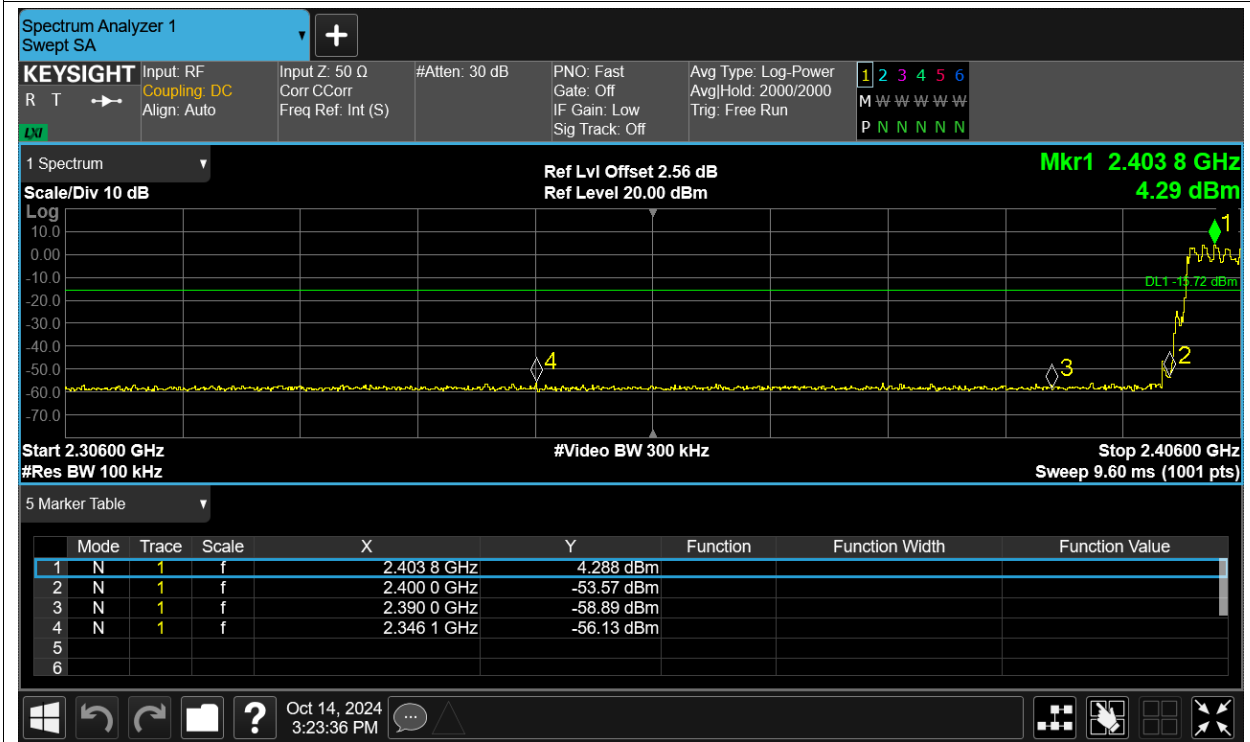 Spectrum Analyzer 1
Swept SA
KEYSIGHT
R T
LXI
Input: RF
Coupling: DC
Align: Auto
Input Z: 50 Ω
Corr CCorr
Freq Ref: Int (S)
#Atten: 30 dB
PNO: Fast
Gate: Off
IF Gain: Low
Sig Track: Off
Avg Type: Log-Power
Avg|Hold: 2000/2000
Trig: Free Run
1 2 3 4 5 6
M W W W W W
P N N N N N
1 Spectrum
Scale/Div 10 dB
Ref Lvl Offset 2.56 dB
Ref Level 20.00 dBm
Mkr1 2.403 8 GHz
4.29 dBm
Log
10.0
0.00
-10.0
-20.0
-30.0
-40.0
-50.0
-60.0
-70.0
1
DL1 -15.72 dBm
2
3
4
Start 2.30600 GHz
#Res BW 100 kHz
#Video BW 300 kHz
Stop 2.40600 GHz
Sweep 9.60 ms (1001 pts)
5 Marker Table
Mode Trace Scale X Y Function Function Width Function Value
1 N 1 f 2.403 8 GHz 4.288 dBm
2 N 1 f 2.400 0 GHz -53.57 dBm
3 N 1 f 2.390 0 GHz -58.89 dBm
4 N 1 f 2.346 1 GHz -56.13 dBm
5
6
?
Oct 14, 2024
3:23:36 PM